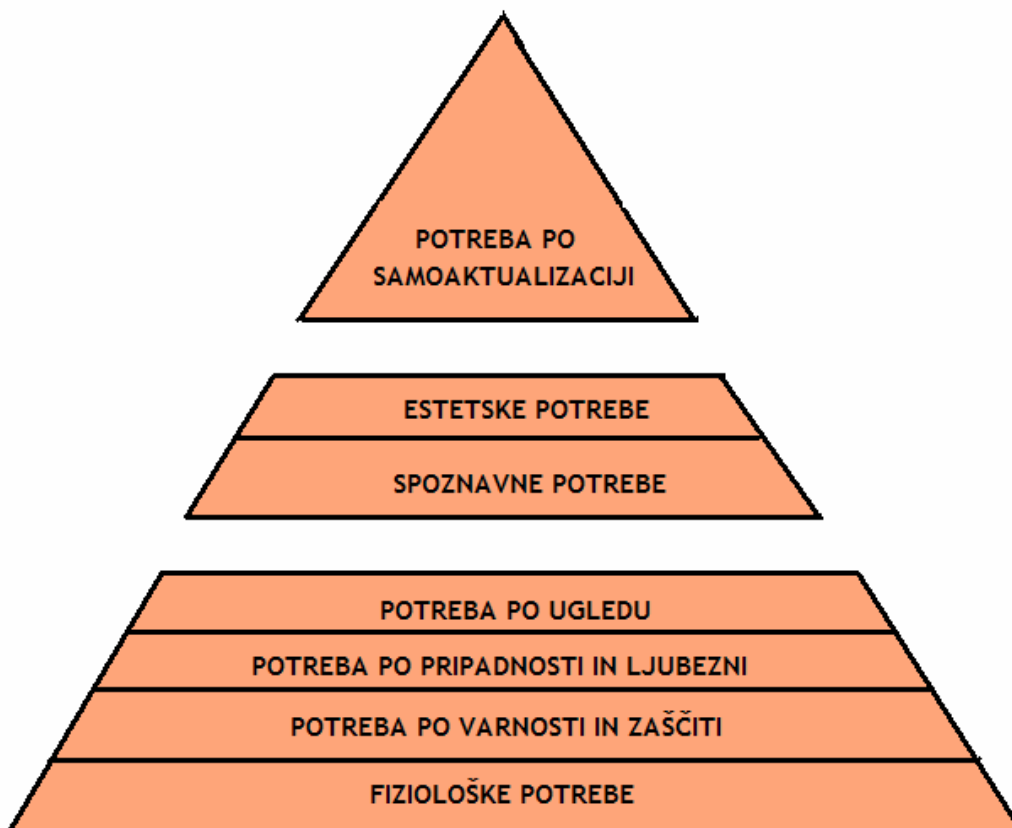 POTREBA PO
SAMOAKTUALIZACIJI
ESTETSKE POTREBE
SPOZNAVNE POTREBE
POTREBA PO UGLEDU
POTREBA PO PRIPADNOSTI IN LJUBEZNI
POTREBA PO VARNOSTI IN ZAŠČITI
FIZIOLOŠKE POTREBE